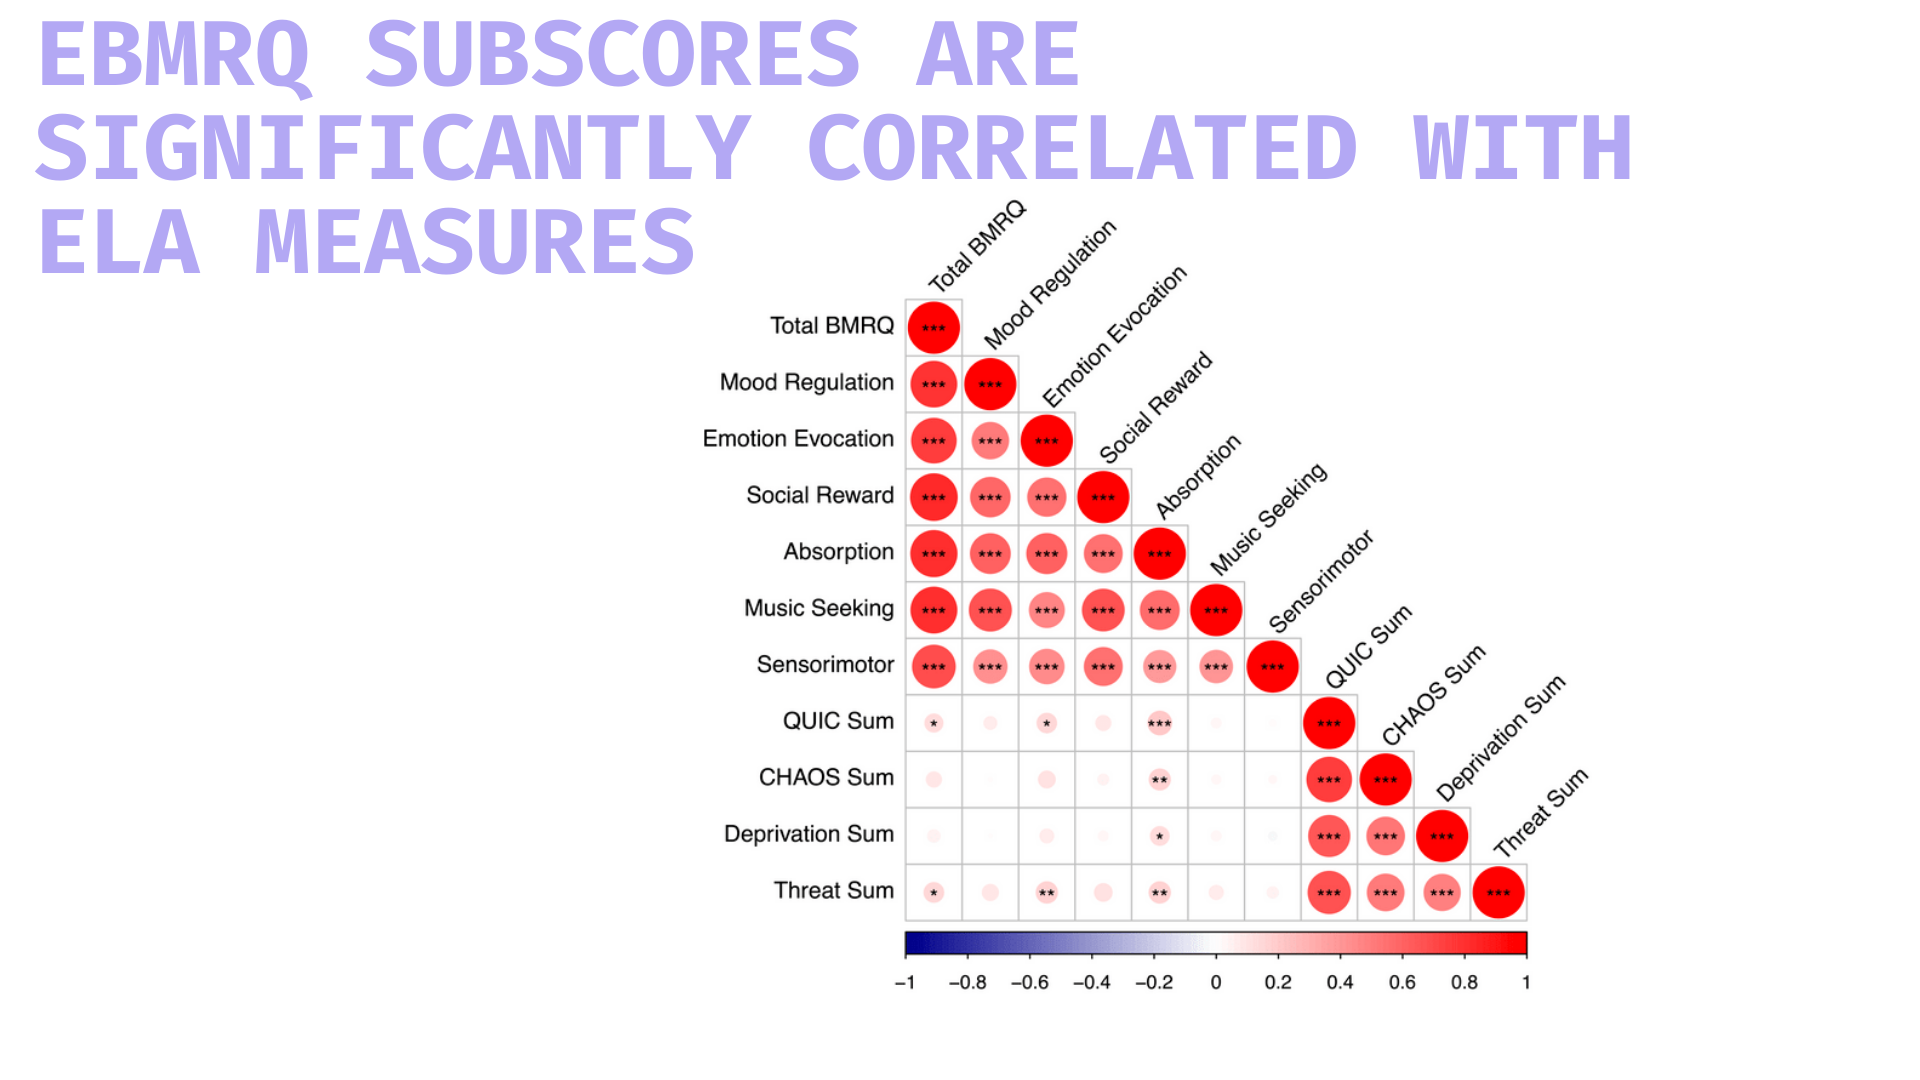 EBMRQ SUBSCORES ARE
SIGNIFICANTLY CORRELATED WITH
ELA MEASURES
Total BMRQ
Mood Regulation
Emotion Evocation
Social Reward
Absorption
Music Seeking
Sensorimotor
QUIC Sum
CHAOS Sum
Deprivation Sum
Threat Sum
Total BMRQ ***
Mood Regulation *** ***
Emotion Evocation *** *** ***
Social Reward *** *** *** ***
Absorption *** *** *** *** ***
Music Seeking *** *** *** *** *** ***
Sensorimotor *** *** *** *** *** *** ***
QUIC Sum * * *** ***
CHAOS Sum ** *** ***
Deprivation Sum * *** *** ***
Threat Sum * ** ** *** *** *** ***
−1 −0.8 −0.6 −0.4 −0.2 0 0.2 0.4 0.6 0.8 1